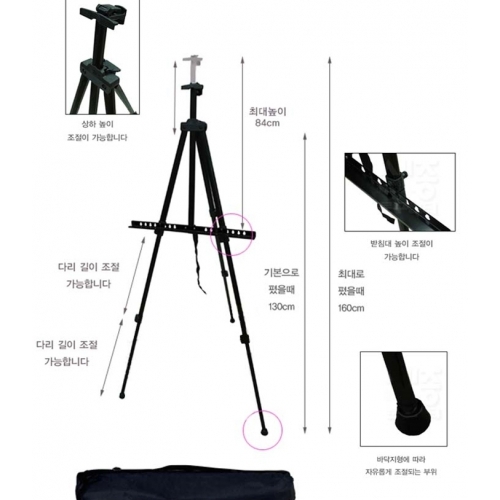 상하 높이
조절이 가능합니다
최대높이
84cm
받침대 높이 조절이
가능합니다
다리 길이 조절
가능합니다
기본으로
폈을때
130cm
최대로
폈을때
160cm
다리 길이 조절
가능합니다
바닥지형에 따라
자유롭게 조절되는 부위